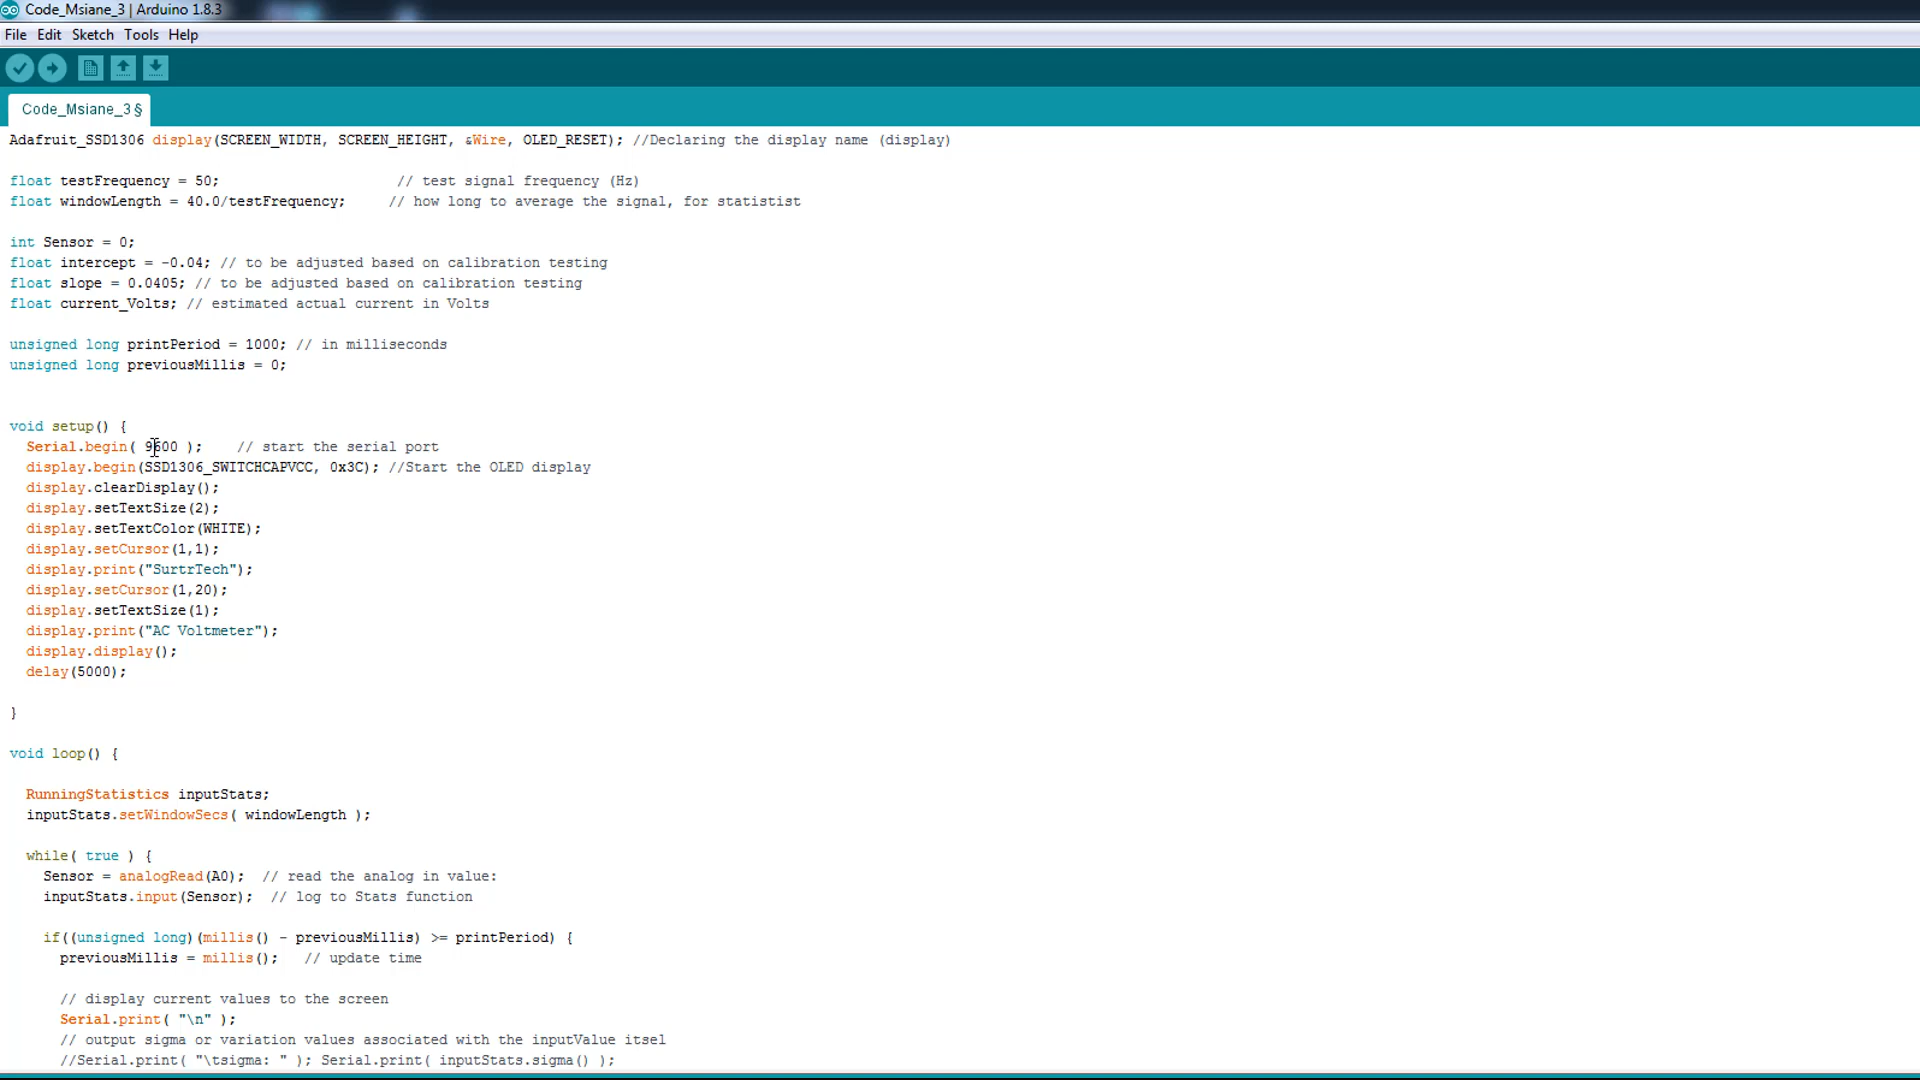 Code_Msiane_3 | Arduino 1.8.3
File Edit Sketch Tools Help
Code_Msiane_3 §
Adafruit_SSD1306 display(SCREEN_WIDTH, SCREEN_HEIGHT, &Wire, OLED_RESET); //Declaring the display name (display)
float testFrequency = 50; // test signal frequency (Hz)
float windowLength = 40.0/testFrequency; // how long to average the signal, for statistist
int Sensor = 0;
float intercept = -0.04; // to be adjusted based on calibration testing
float slope = 0.0405; // to be adjusted based on calibration testing
float current_Volts; // estimated actual current in Volts
unsigned long printPeriod = 1000; // in milliseconds
unsigned long previousMillis = 0;
void setup() {
Serial.begin( 9600 ); // start the serial port
display.begin(SSD1306_SWITCHCAPVCC, 0x3C); //Start the OLED display
display.clearDisplay();
display.setTextSize(2);
display.setTextColor(WHITE);
display.setCursor(1,1);
display.print("SurtrTech");
display.setCursor(1,20);
display.setTextSize(1);
display.print("AC Voltmeter");
display.display();
delay(5000);
}
void loop() {
RunningStatistics inputStats;
inputStats.setWindowSecs( windowLength );
while( true ) {
Sensor = analogRead(A0); // read the analog in value:
inputStats.input(Sensor); // log to Stats function
if((unsigned long)(millis() - previousMillis) >= printPeriod) {
previousMillis = millis(); // update time
// display current values to the screen
Serial.print( "\n" );
// output sigma or variation values associated with the inputValue itsel
//Serial.print( "\tsigma: " ); Serial.print( inputStats.sigma() );